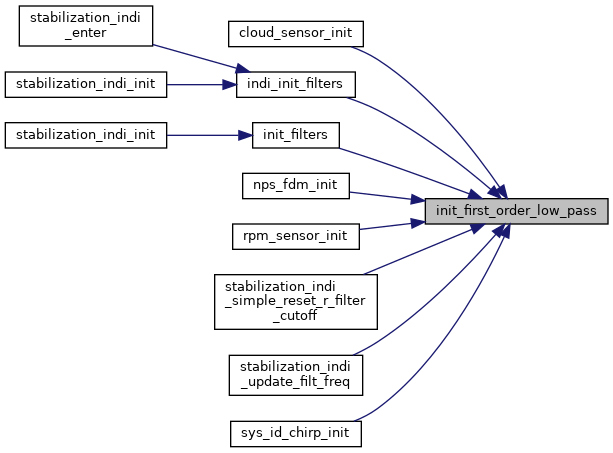 stabilization_indi
_enter
stabilization_indi_init
stabilization_indi_init
cloud_sensor_init
indi_init_filters
init_filters
nps_fdm_init
rpm_sensor_init
stabilization_indi
_simple_reset_r_filter
_cutoff
stabilization_indi
_update_filt_freq
sys_id_chirp_init
init_first_order_low_pass